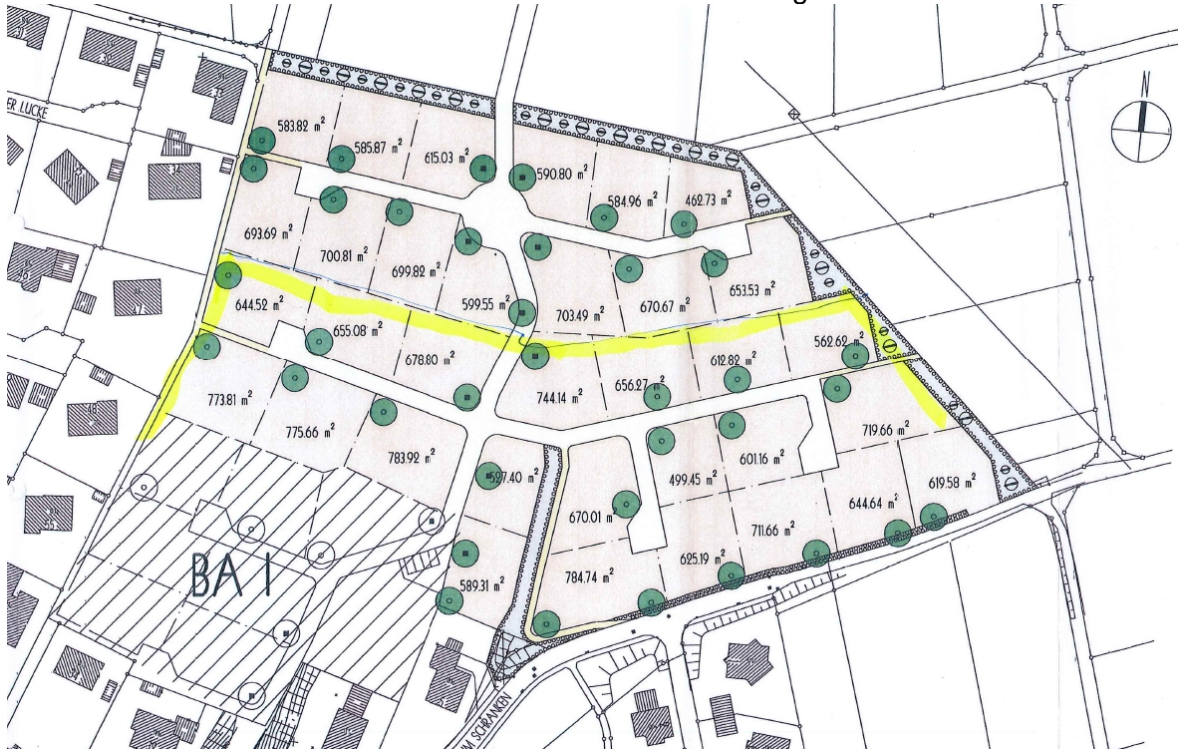 N
ER LUCKE
583.82 m²
585.87 m²
615.03 m²
590.80 m²
584.96 m²
462.73 m²
693.69 m²
700.81 m²
699.82 m²
599.55 m²
703.49 m²
670.67 m²
653.53 m²
644.52 m²
655.08 m²
678.80 m²
744.14 m²
656.27 m²
612.82 m²
562.62 m²
773.81 m²
775.66 m²
783.92 m²
527.40 m²
499.45 m²
601.16 m²
719.66 m²
670.01 m²
711.66 m²
644.64 m²
619.58 m²
625.19 m²
784.74 m²
589.31 m²
BA I
M SCHRANKEN